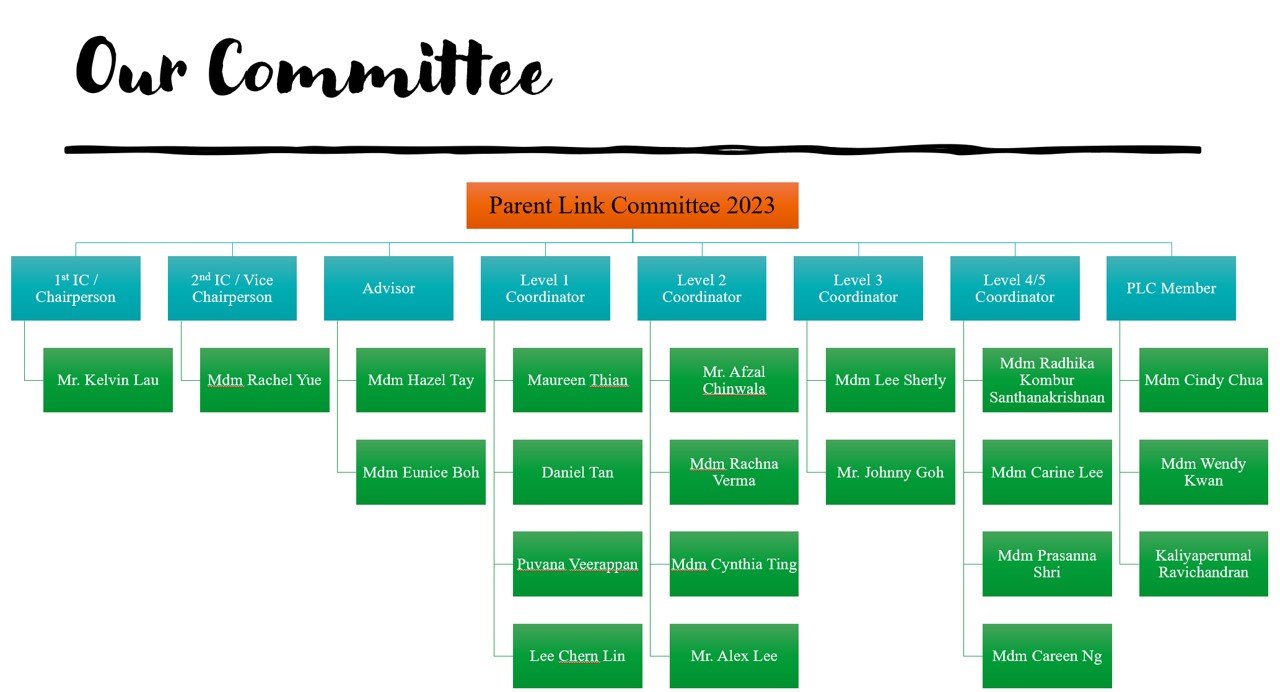 Our Committee
Parent Link Committee 2023
1st IC /
Chairperson
2nd IC / Vice
Chairperson
Advisor
Level 1
Coordinator
Level 2
Coordinator
Level 3
Coordinator
Level 4/5
Coordinator
PLC Member
Mr. Kelvin Lau
Mdm Rachel Yue
Mdm Hazel Tay
Maureen Thian
Mr. Afzal
Chinwala
Mdm Lee Sherly
Mdm Radhika
Kombur
Santhanakrishnan
Mdm Cindy Chua
Mdm Eunice Boh
Daniel Tan
Mdm Rachna
Verma
Mr. Johnny Goh
Mdm Carine Lee
Mdm Wendy
Kwan
Puvana Veerappan
Mdm Cynthia Ting
Mdm Prasanna
Shri
Kaliyaperumal
Ravichandran
Lee Chern Lin
Mr. Alex Lee
Mdm Careen Ng